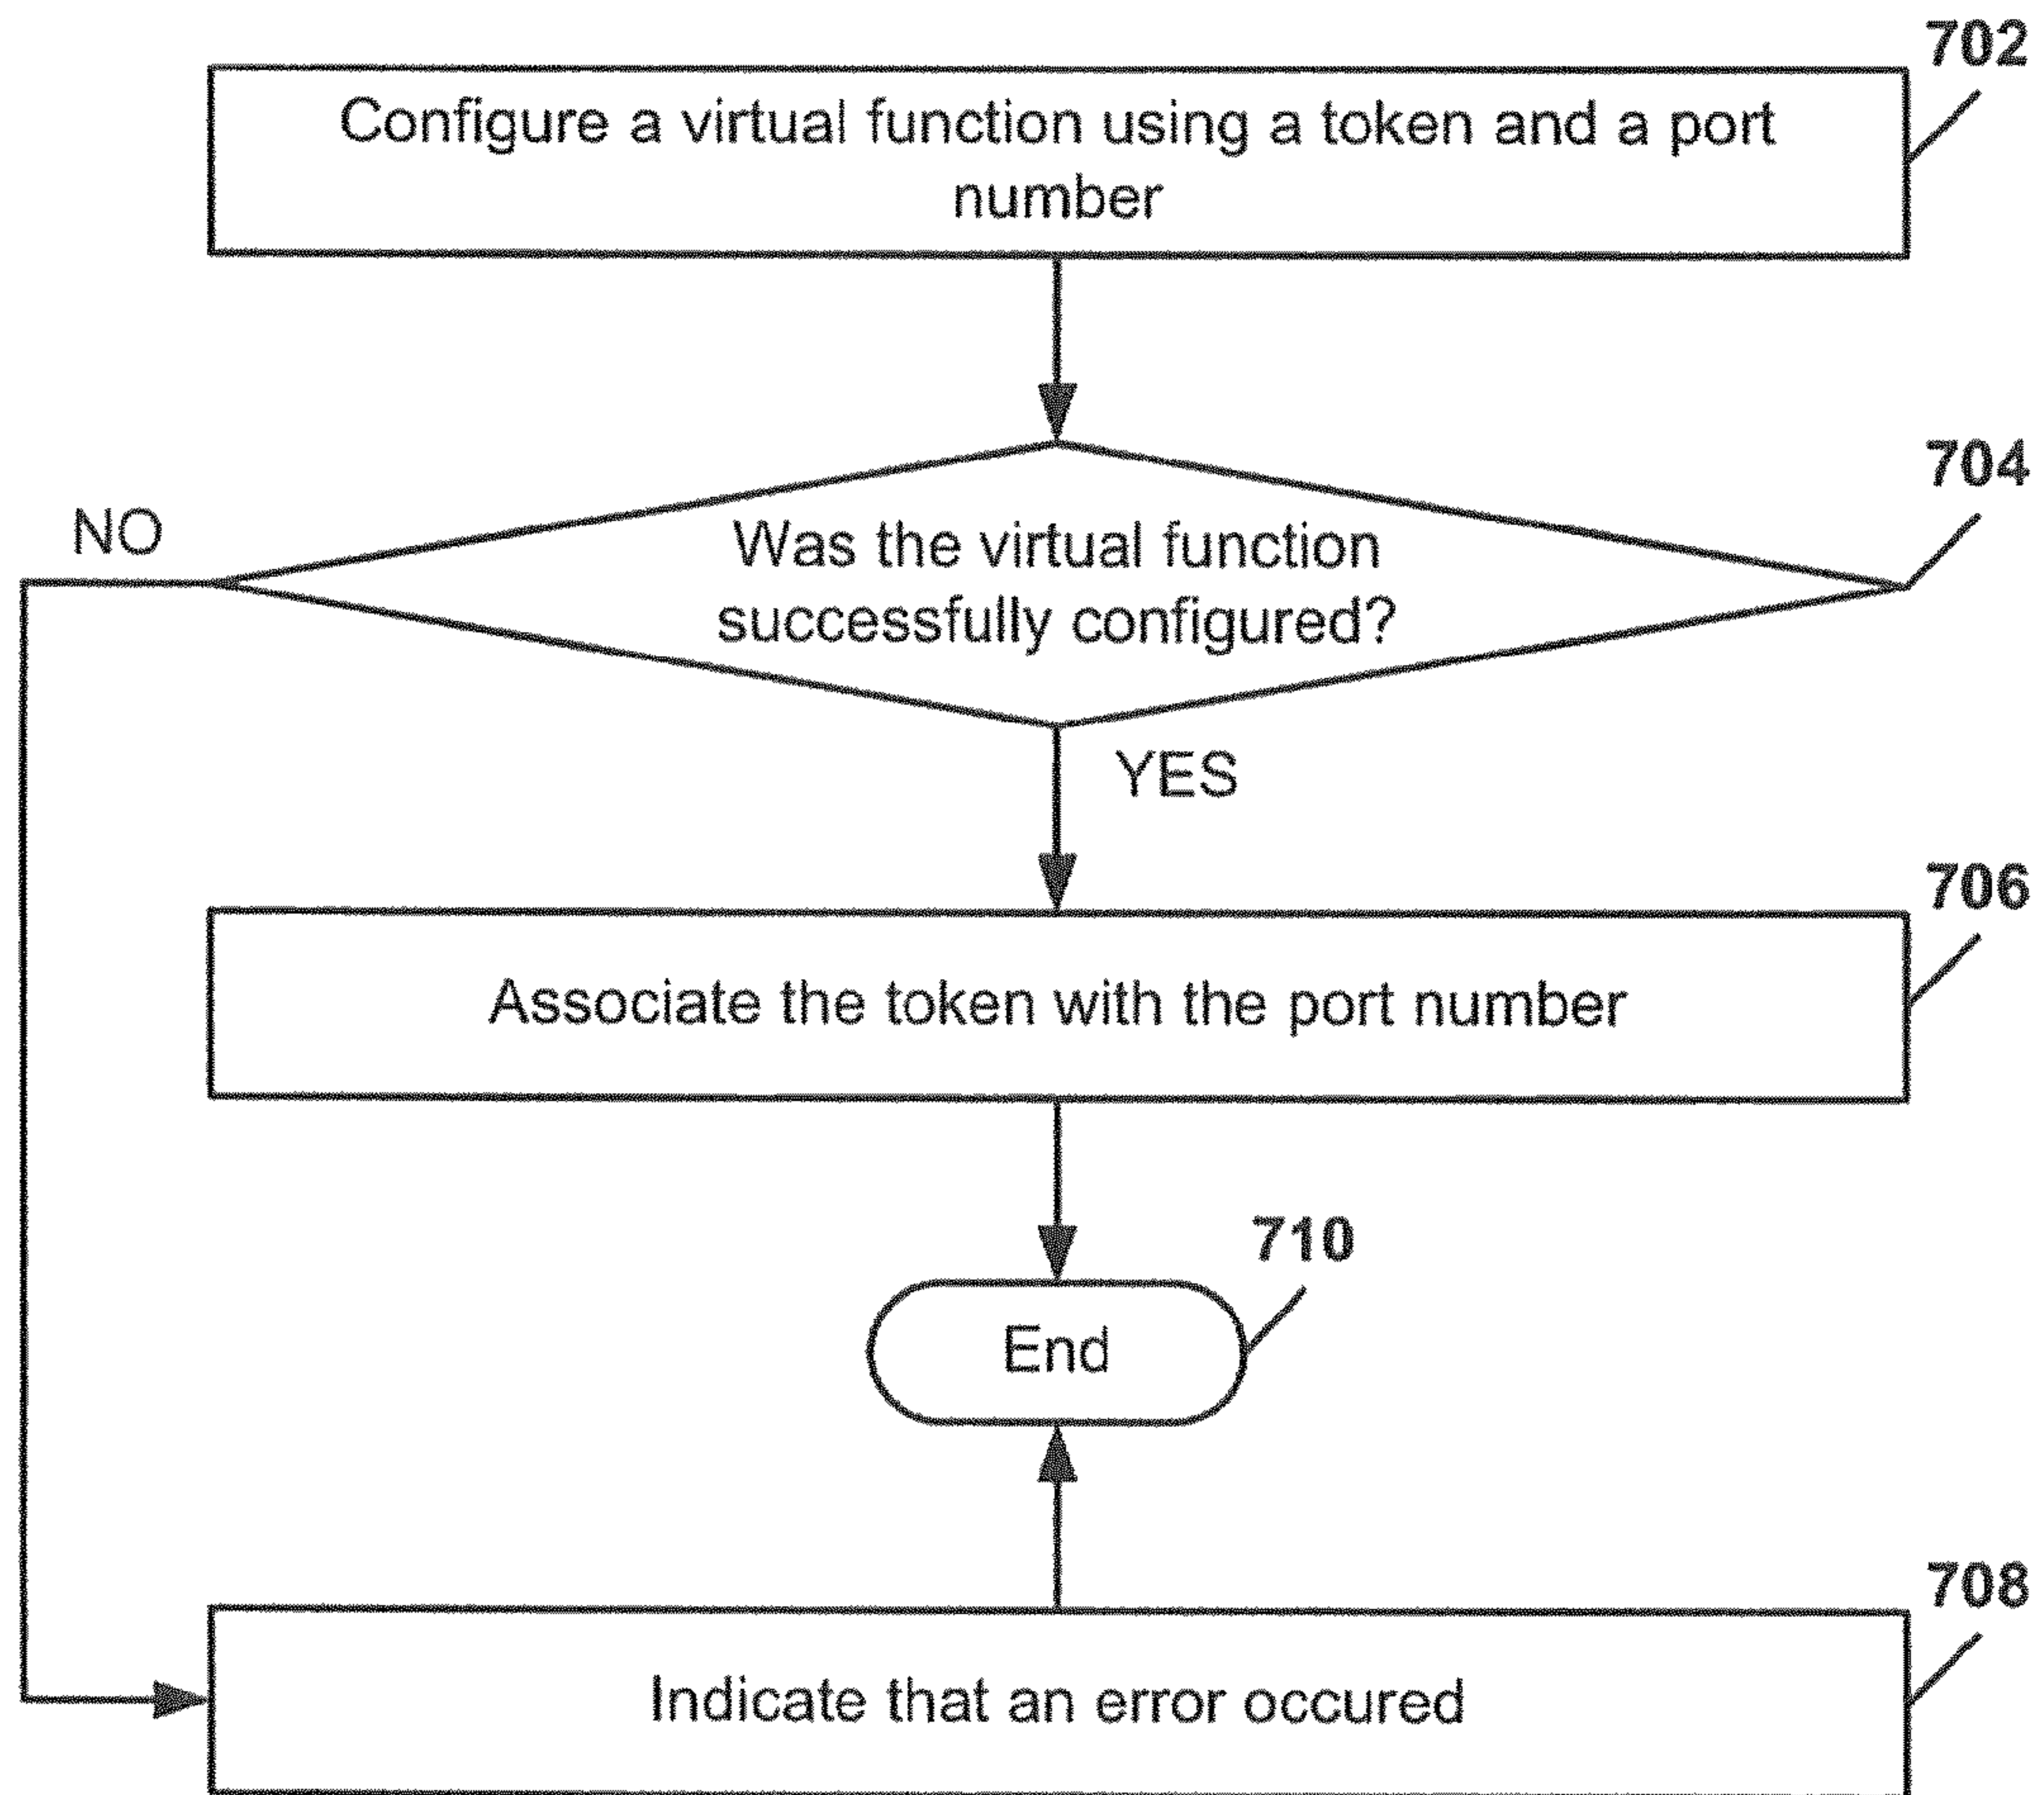 702
Configure a virtual function using a token and a port
number
704
NO
Was the virtual function
successfully configured?
YES
706
Associate the token with the port number
710
End
708
Indicate that an error occured